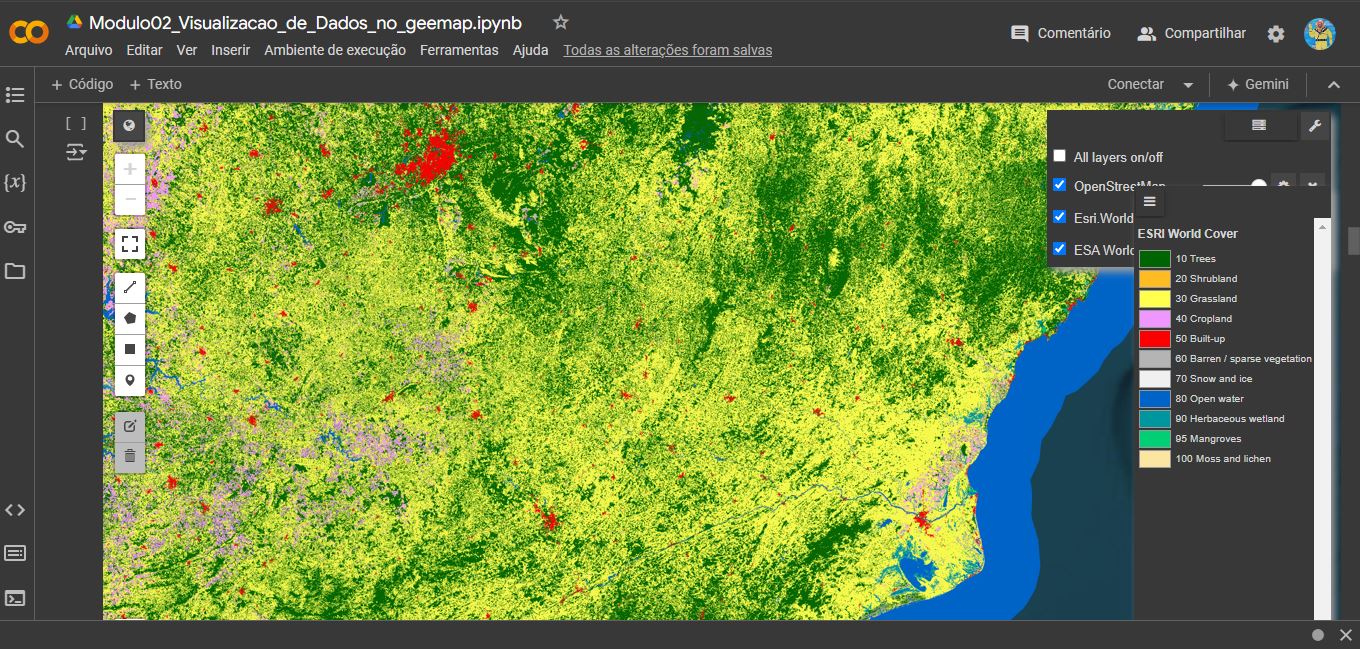 Modulo02_Visualizacao_de_Dados_no_geemap.ipynb
Comentário
Compartilhar
Arquivo Editar Ver Inserir Ambiente de execução Ferramentas Ajuda Todas as alterações foram salvas
+ Código + Texto
Conectar
Gemini
[ ]
{x}
All layers on/off
OpenStreetMap
Esri.World
ESA World
ESRI World Cover
10 Trees
20 Shrubland
30 Grassland
40 Cropland
50 Built-up
60 Barren / sparse vegetation
70 Snow and ice
80 Open water
90 Herbaceous wetland
95 Mangroves
100 Moss and lichen